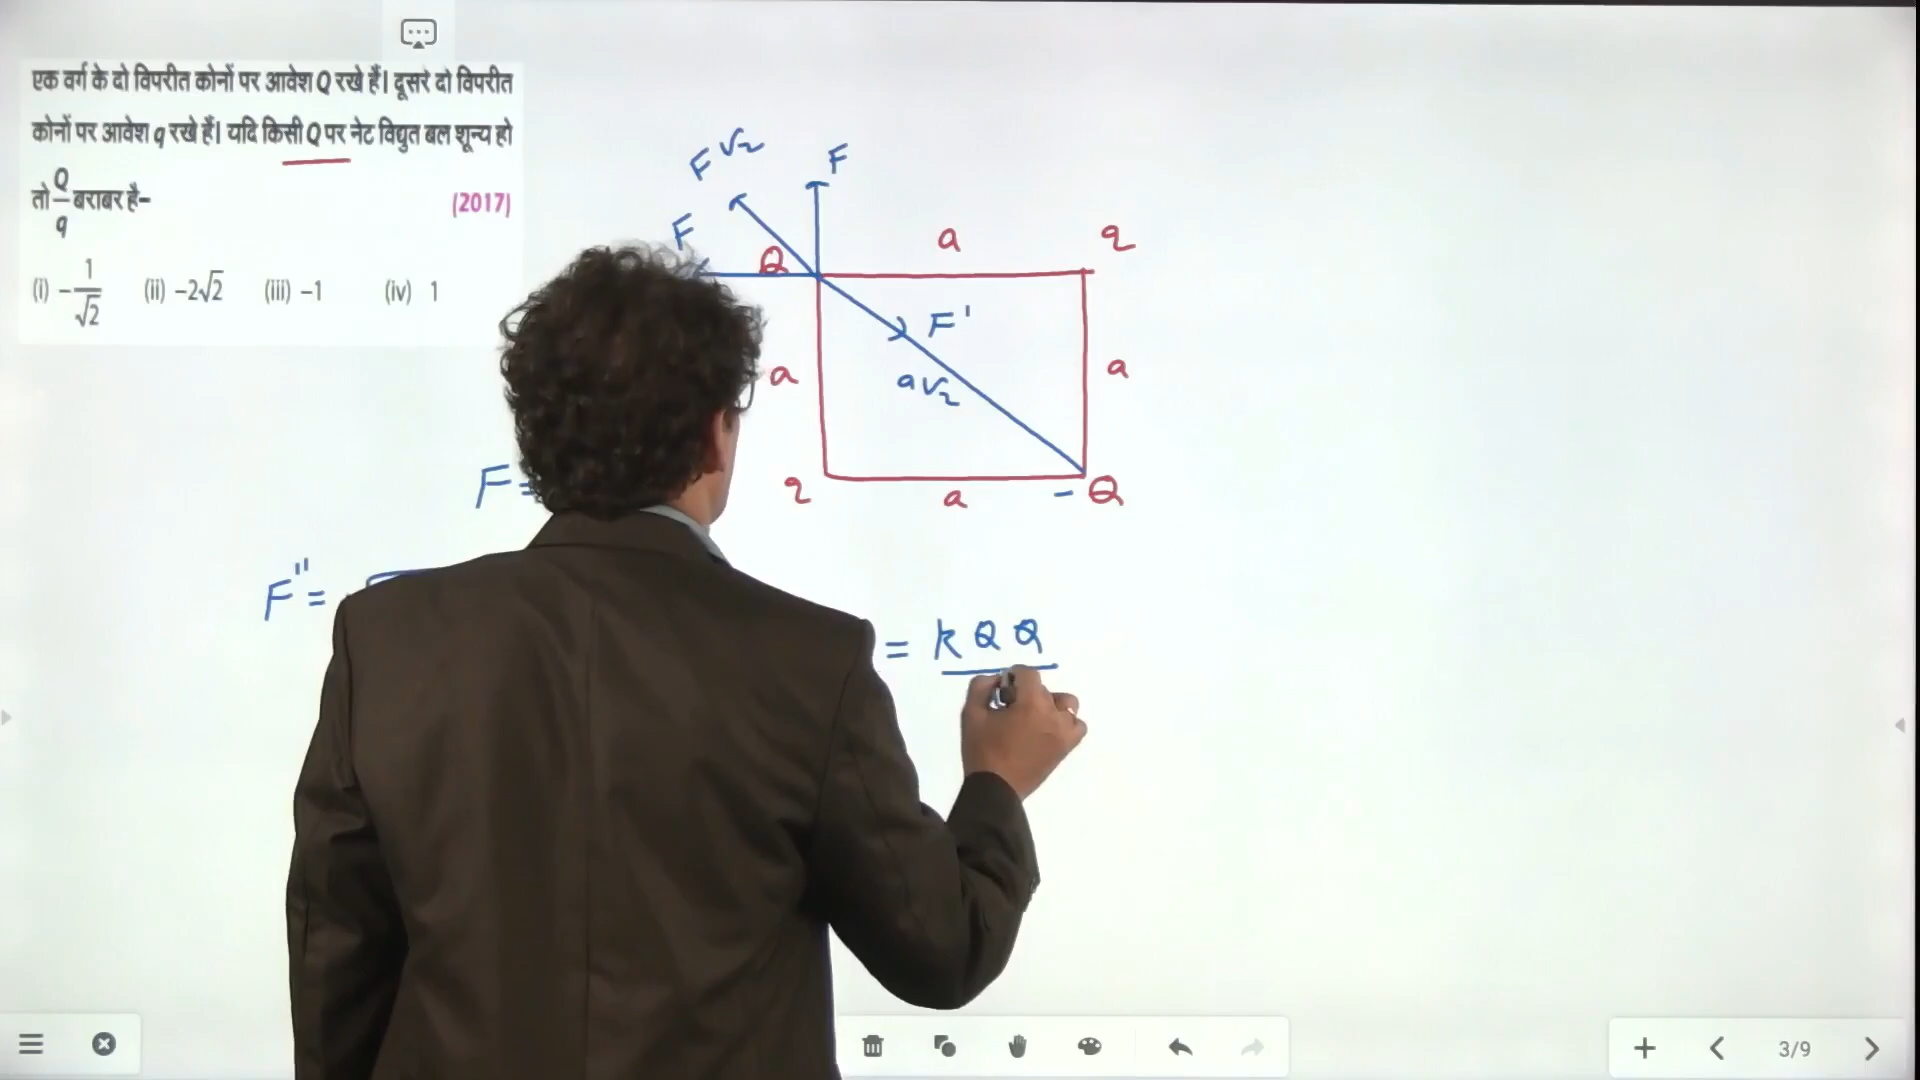 एक वर्ग के दो विपरीत कोनों पर आवेश Q रखे हैं। दूसरे दो विपरीत
कोनों पर आवेश q रखे हैं। यदि किसी Q पर नेट विद्युत बल शून्य हो
तो Q/q बराबर है- (2017)
(i) -1/√2 (ii) -2√2 (iii) -1 (iv) 1
F√2 F
F Q a q
F'
a a√2 a
q a - Q
F=
F''=
= KQQ
3/9